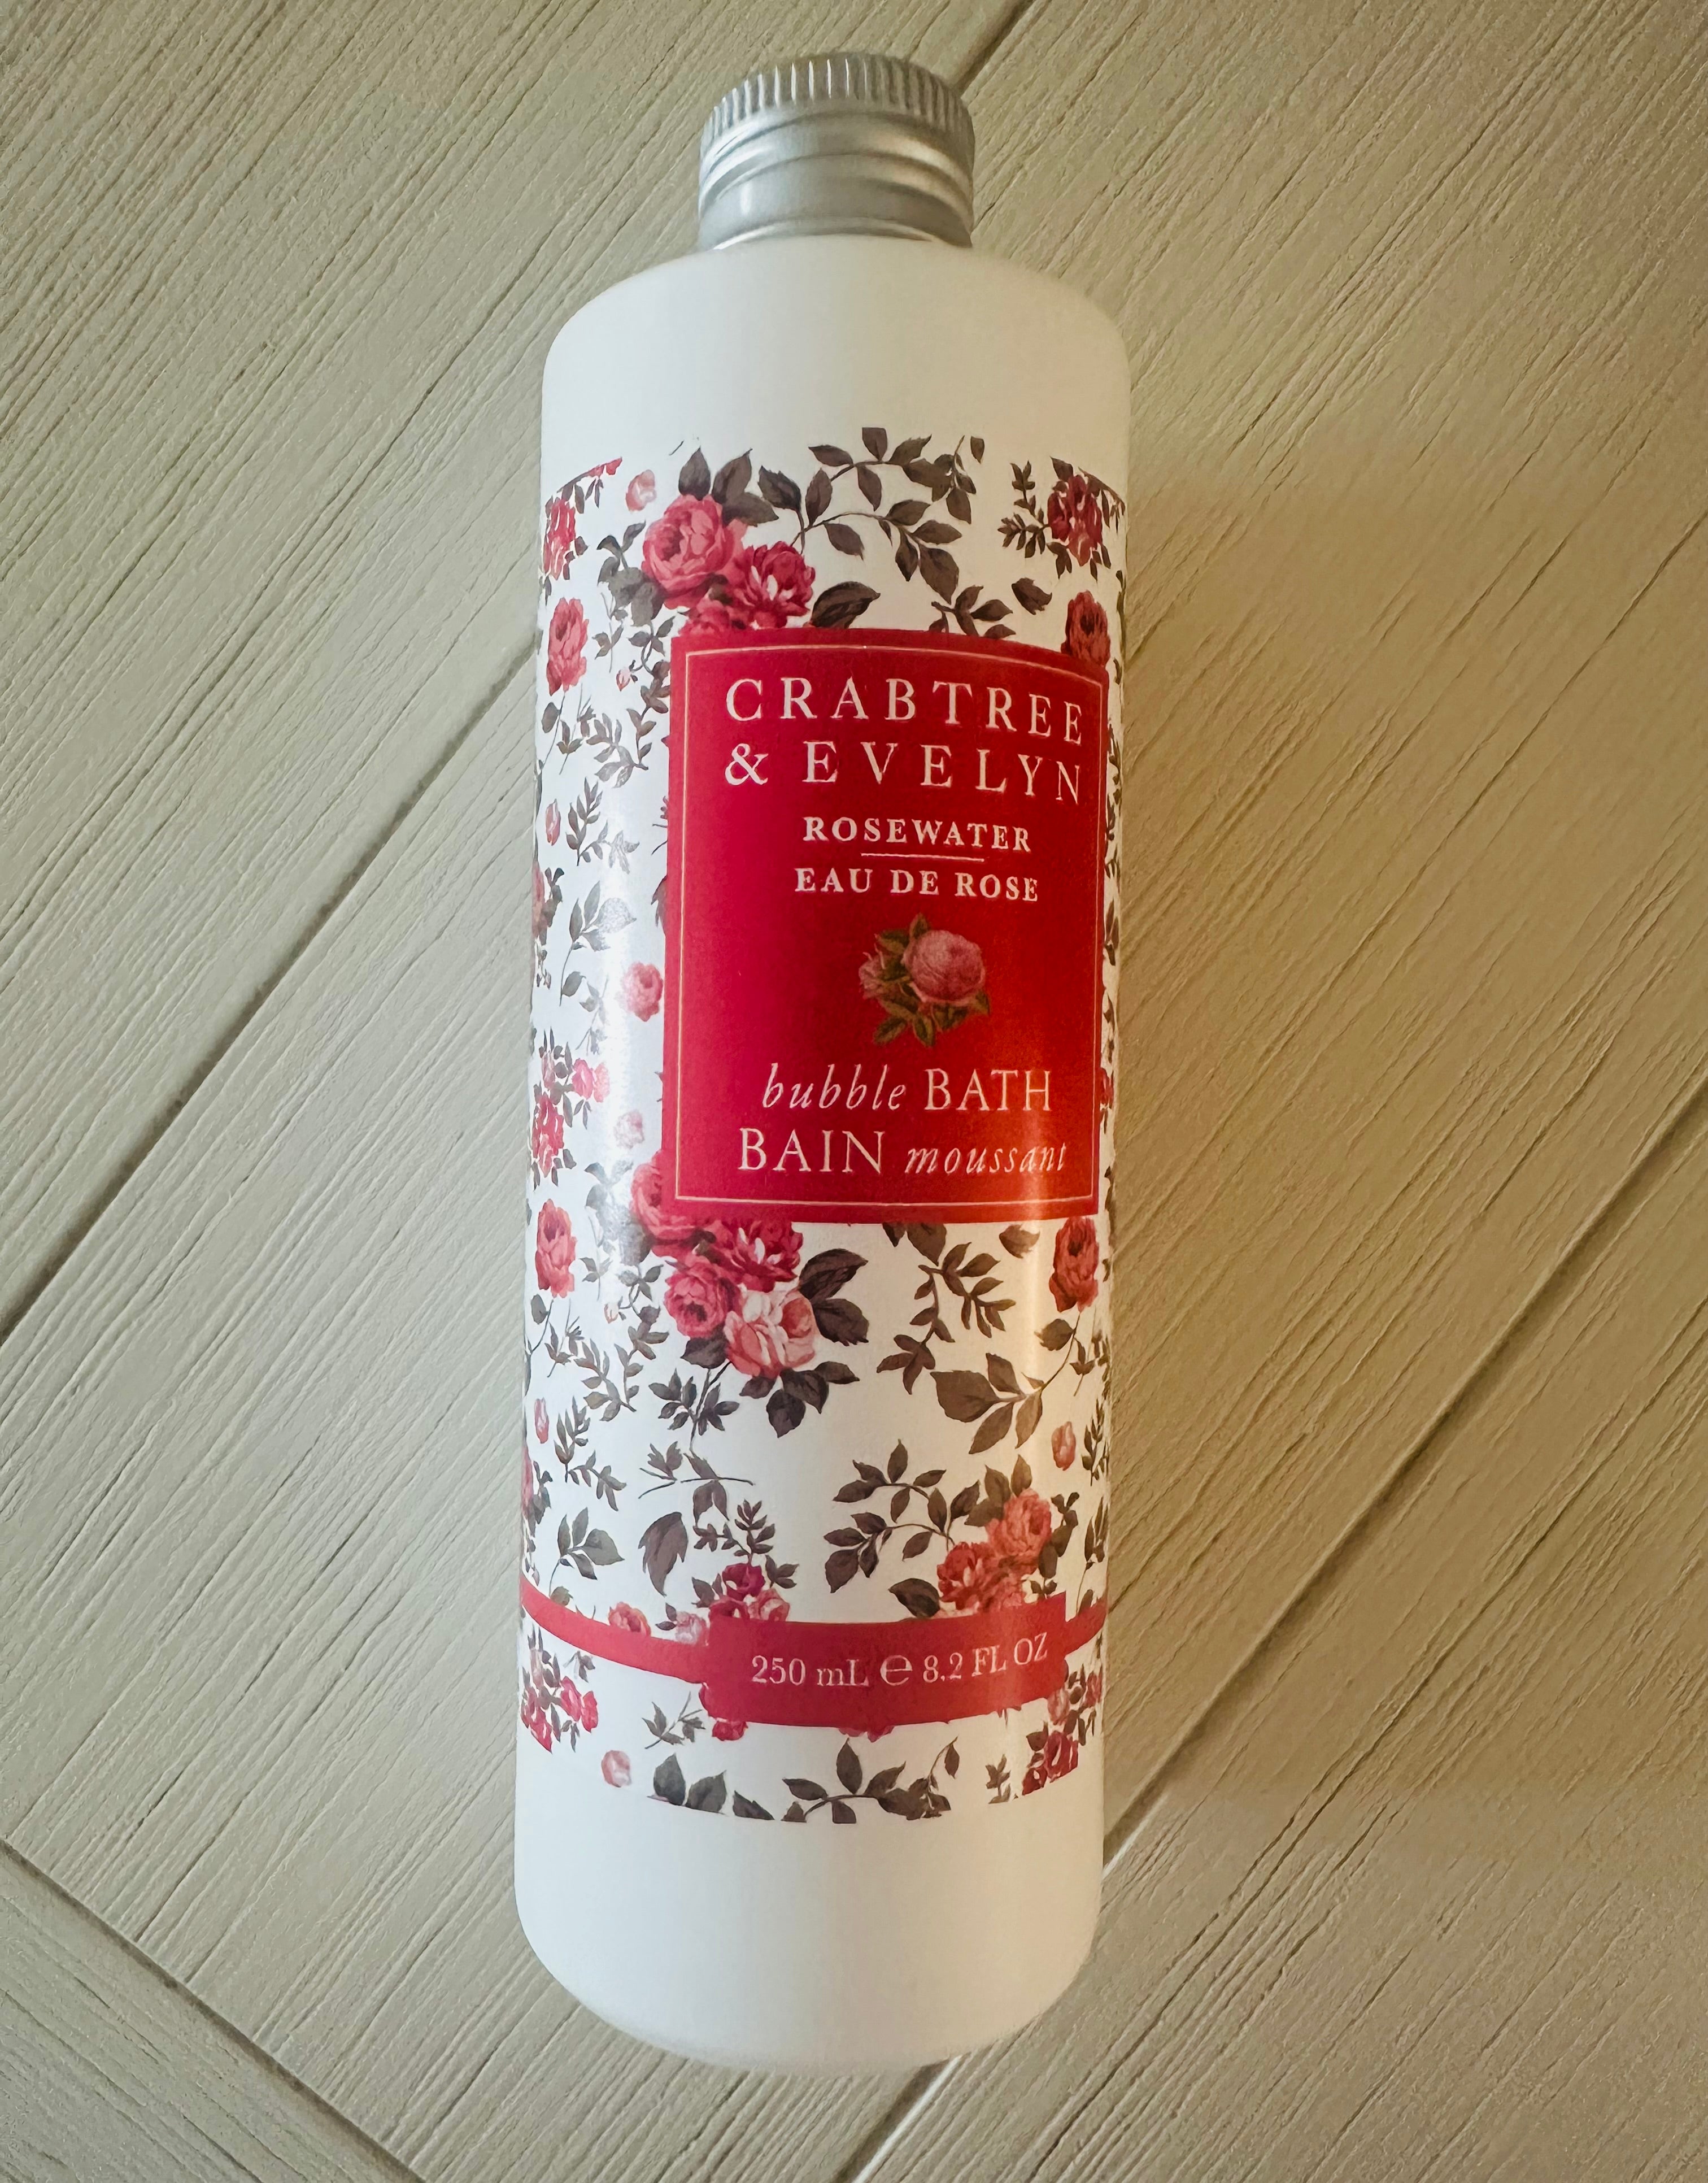 CRABTREE
& EVELYN
ROSEWATER
EAU DE ROSE
bubble BATH
BAIN moussant
250 mL ℮ 8.2 FL OZ